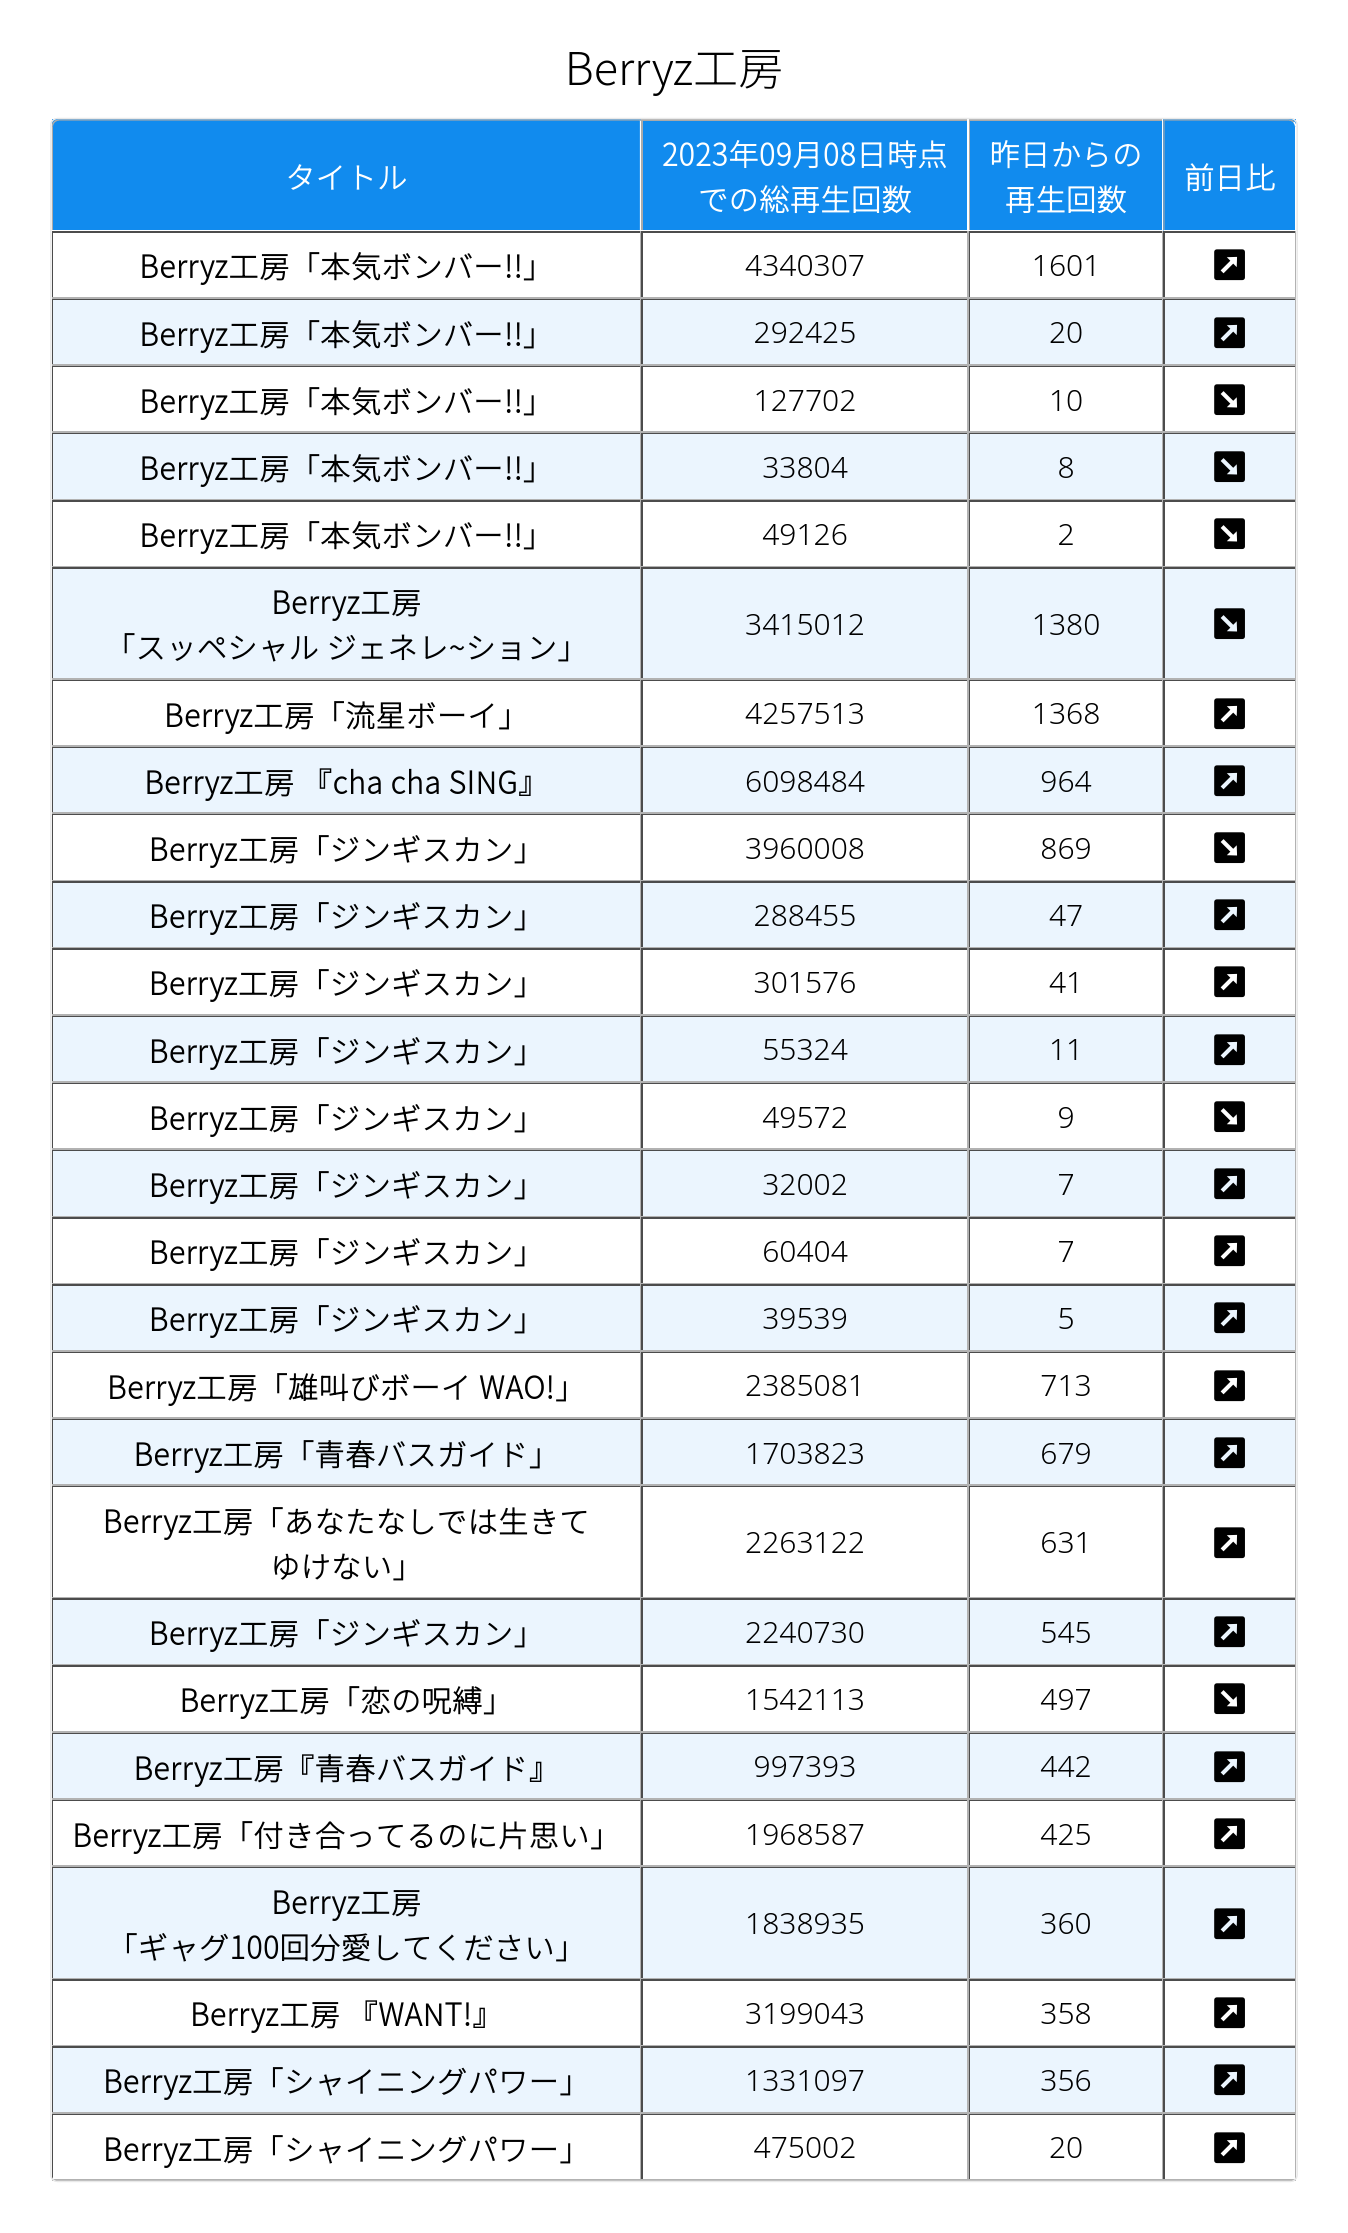 Berryz工房
タイトル 2023年09月08日時点 昨日からの 前日比
での総再生回数 再生回数
Berryz工房「本気ボンバー!!」 4340307 1601
Berryz工房「本気ボンバー!!」 292425 20
Berryz工房「本気ボンバー!!」 127702 10
Berryz工房「本気ボンバー!!」 33804 8
Berryz工房「本気ボンバー!!」 49126 2
Berryz工房
「スッペシャル ジェネレ~ション」 3415012 1380
Berryz工房「流星ボーイ」 4257513 1368
Berryz工房 『cha cha SING』 6098484 964
Berryz工房「ジンギスカン」 3960008 869
Berryz工房「ジンギスカン」 288455 47
Berryz工房「ジンギスカン」 301576 41
Berryz工房「ジンギスカン」 55324 11
Berryz工房「ジンギスカン」 49572 9
Berryz工房「ジンギスカン」 32002 7
Berryz工房「ジンギスカン」 60404 7
Berryz工房「ジンギスカン」 39539 5
Berryz工房「雄叫びボーイ WAO!」 2385081 713
Berryz工房「青春バスガイド」 1703823 679
Berryz工房「あなたなしでは生きて
ゆけない」 2263122 631
Berryz工房「ジンギスカン」 2240730 545
Berryz工房「恋の呪縛」 1542113 497
Berryz工房『青春バスガイド』 997393 442
Berryz工房「付き合ってるのに片思い」 1968587 425
Berryz工房
「ギャグ100回分愛してください」 1838935 360
Berryz工房 『WANT!』 3199043 358
Berryz工房「シャイニングパワー」 1331097 356
Berryz工房「シャイニングパワー」 475002 20